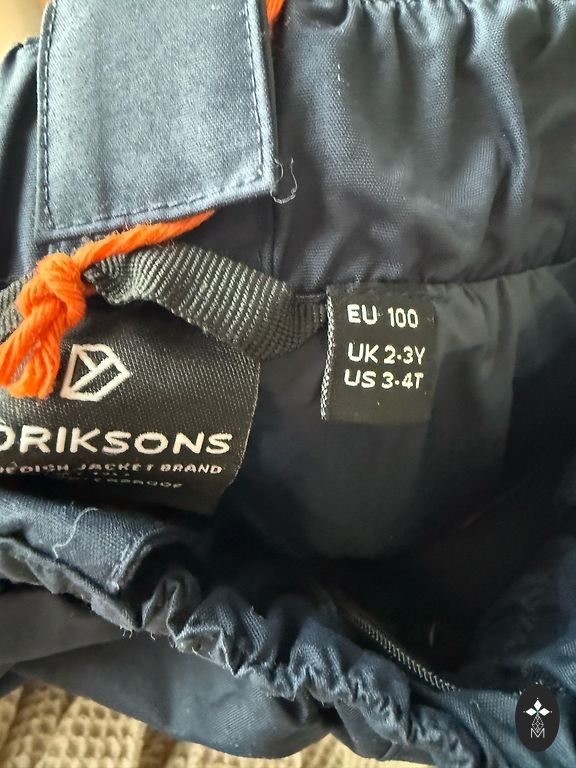 EU 100
UK 2-3Y
US 3-4T
DRIKSONS
JACKET BRAND